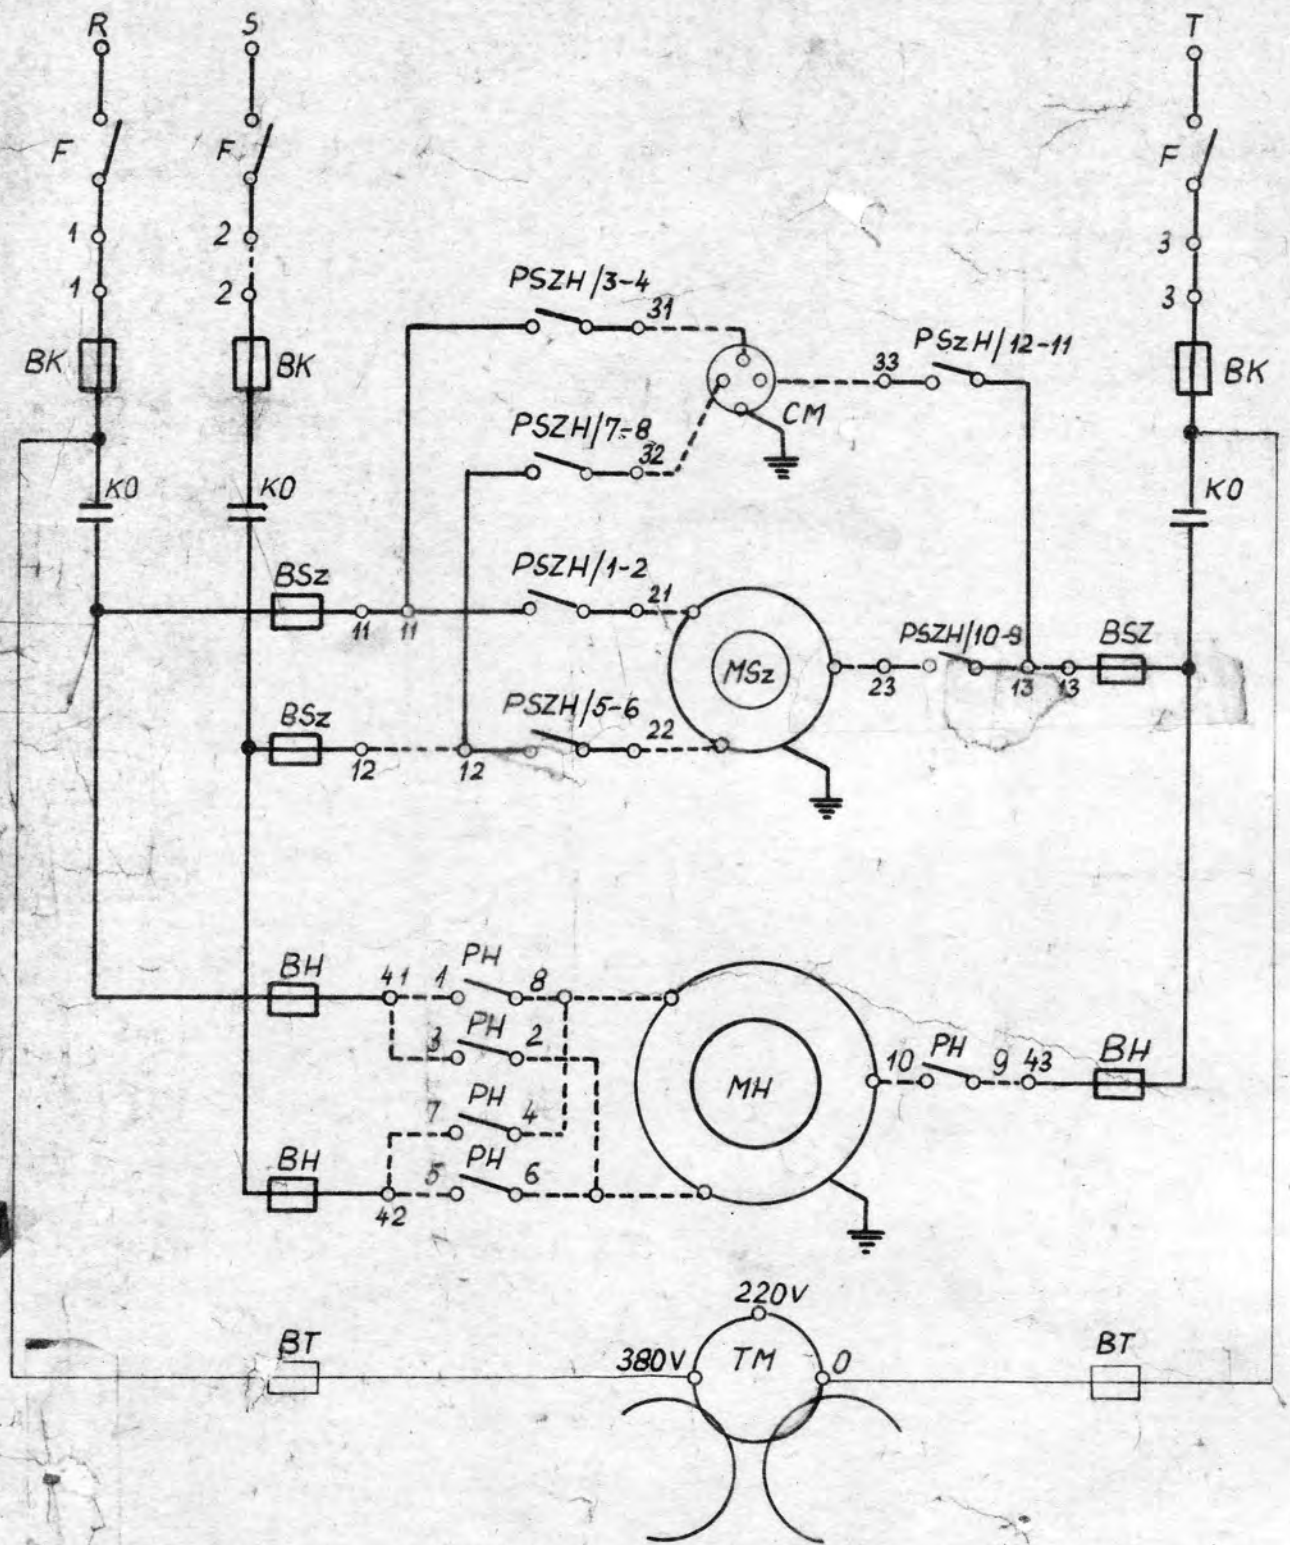 R S T
F F F
1 2 3
1 2 3
PSZH/3-4
31
BK BK PSzH/12-11 BK
33
CM
PSZH/7-8
32
KO KO KO
PSZH/1-2
BSz 21
11 11
PSZH/10-9 BSZ
MSz
23 13 13
PSZH/5-6
BSz 22
12 12
BH 41 1 PH 8
3 PH 2
10 PH 9 43 BH
MH
7 PH 4
BH 5 PH 6
42
220V
BT 380V TM 0 BT